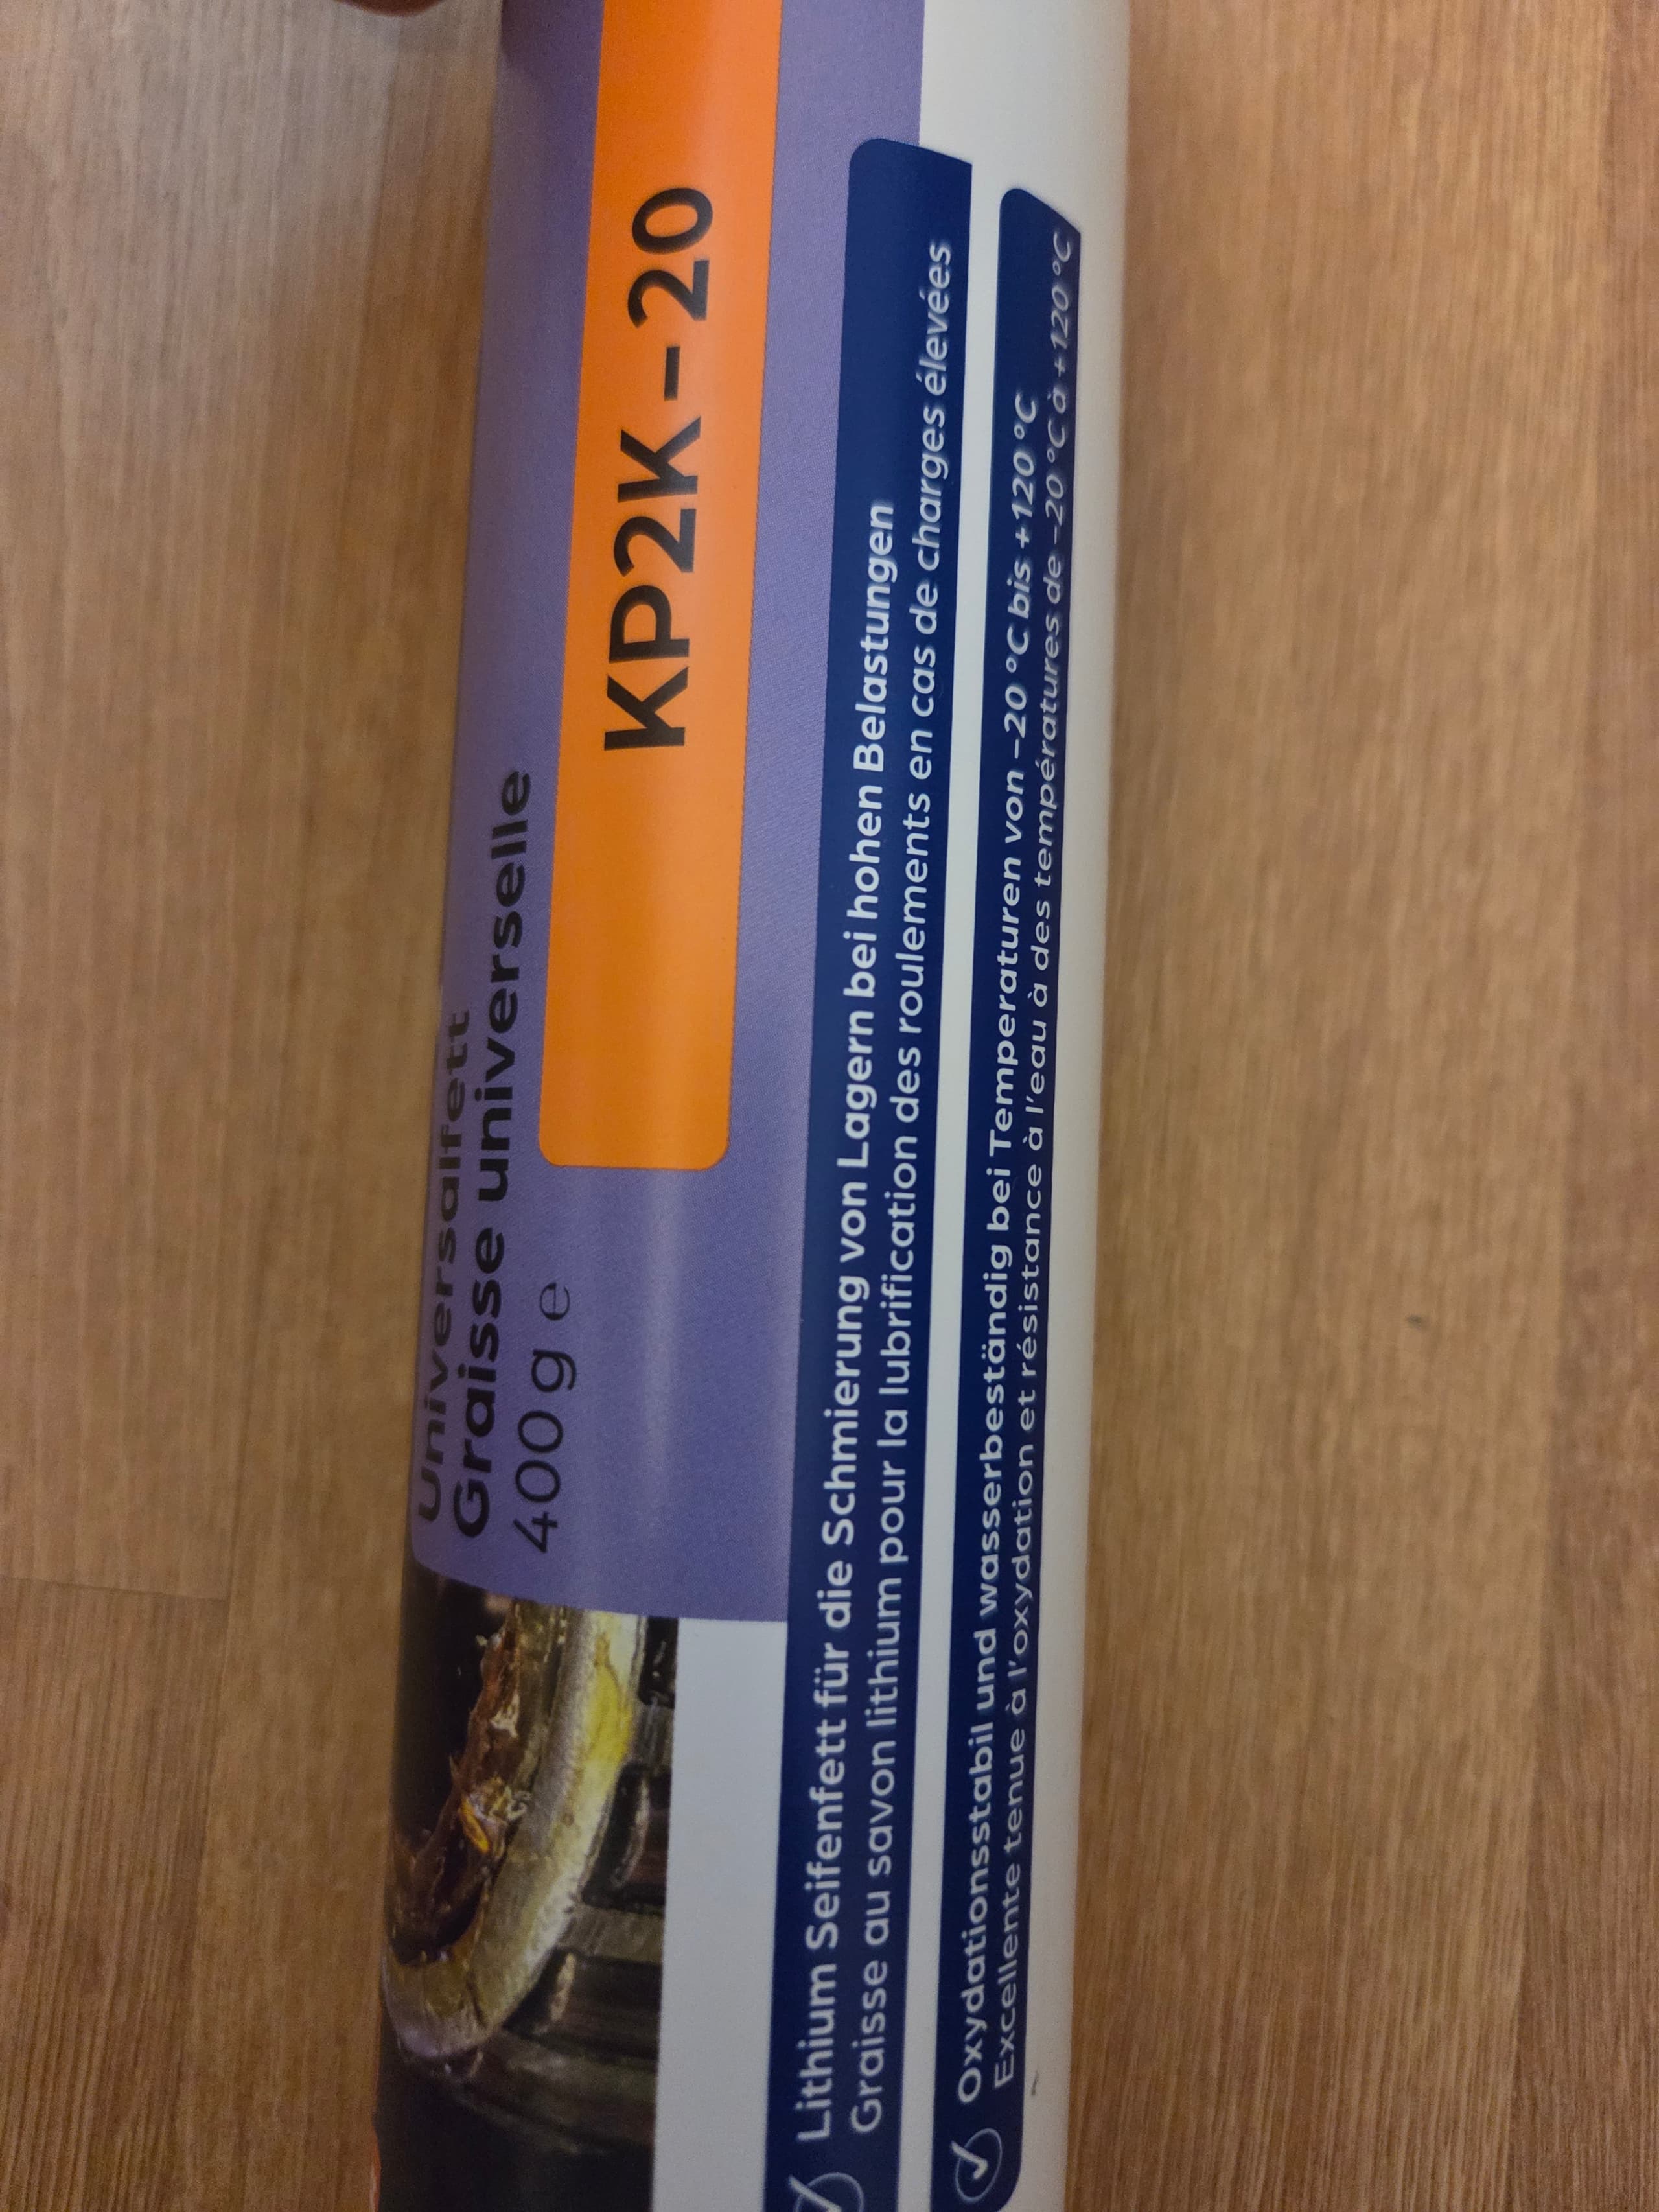 Universalfett
Graisse universelle
400 g e
KP2K-20
Lithium Seifenfett für die Schmierung von Lagern bei hohen Belastungen
Graisse au savon lithium pour la lubrification des roulements en cas de charges élevées
Oxydationsstabil und wasserbeständig bei Temperaturen von -20 °C bis +120 °C
Excellente tenue à l'oxydation et résistance à l'eau à des températures de -20 °C à +120 °C